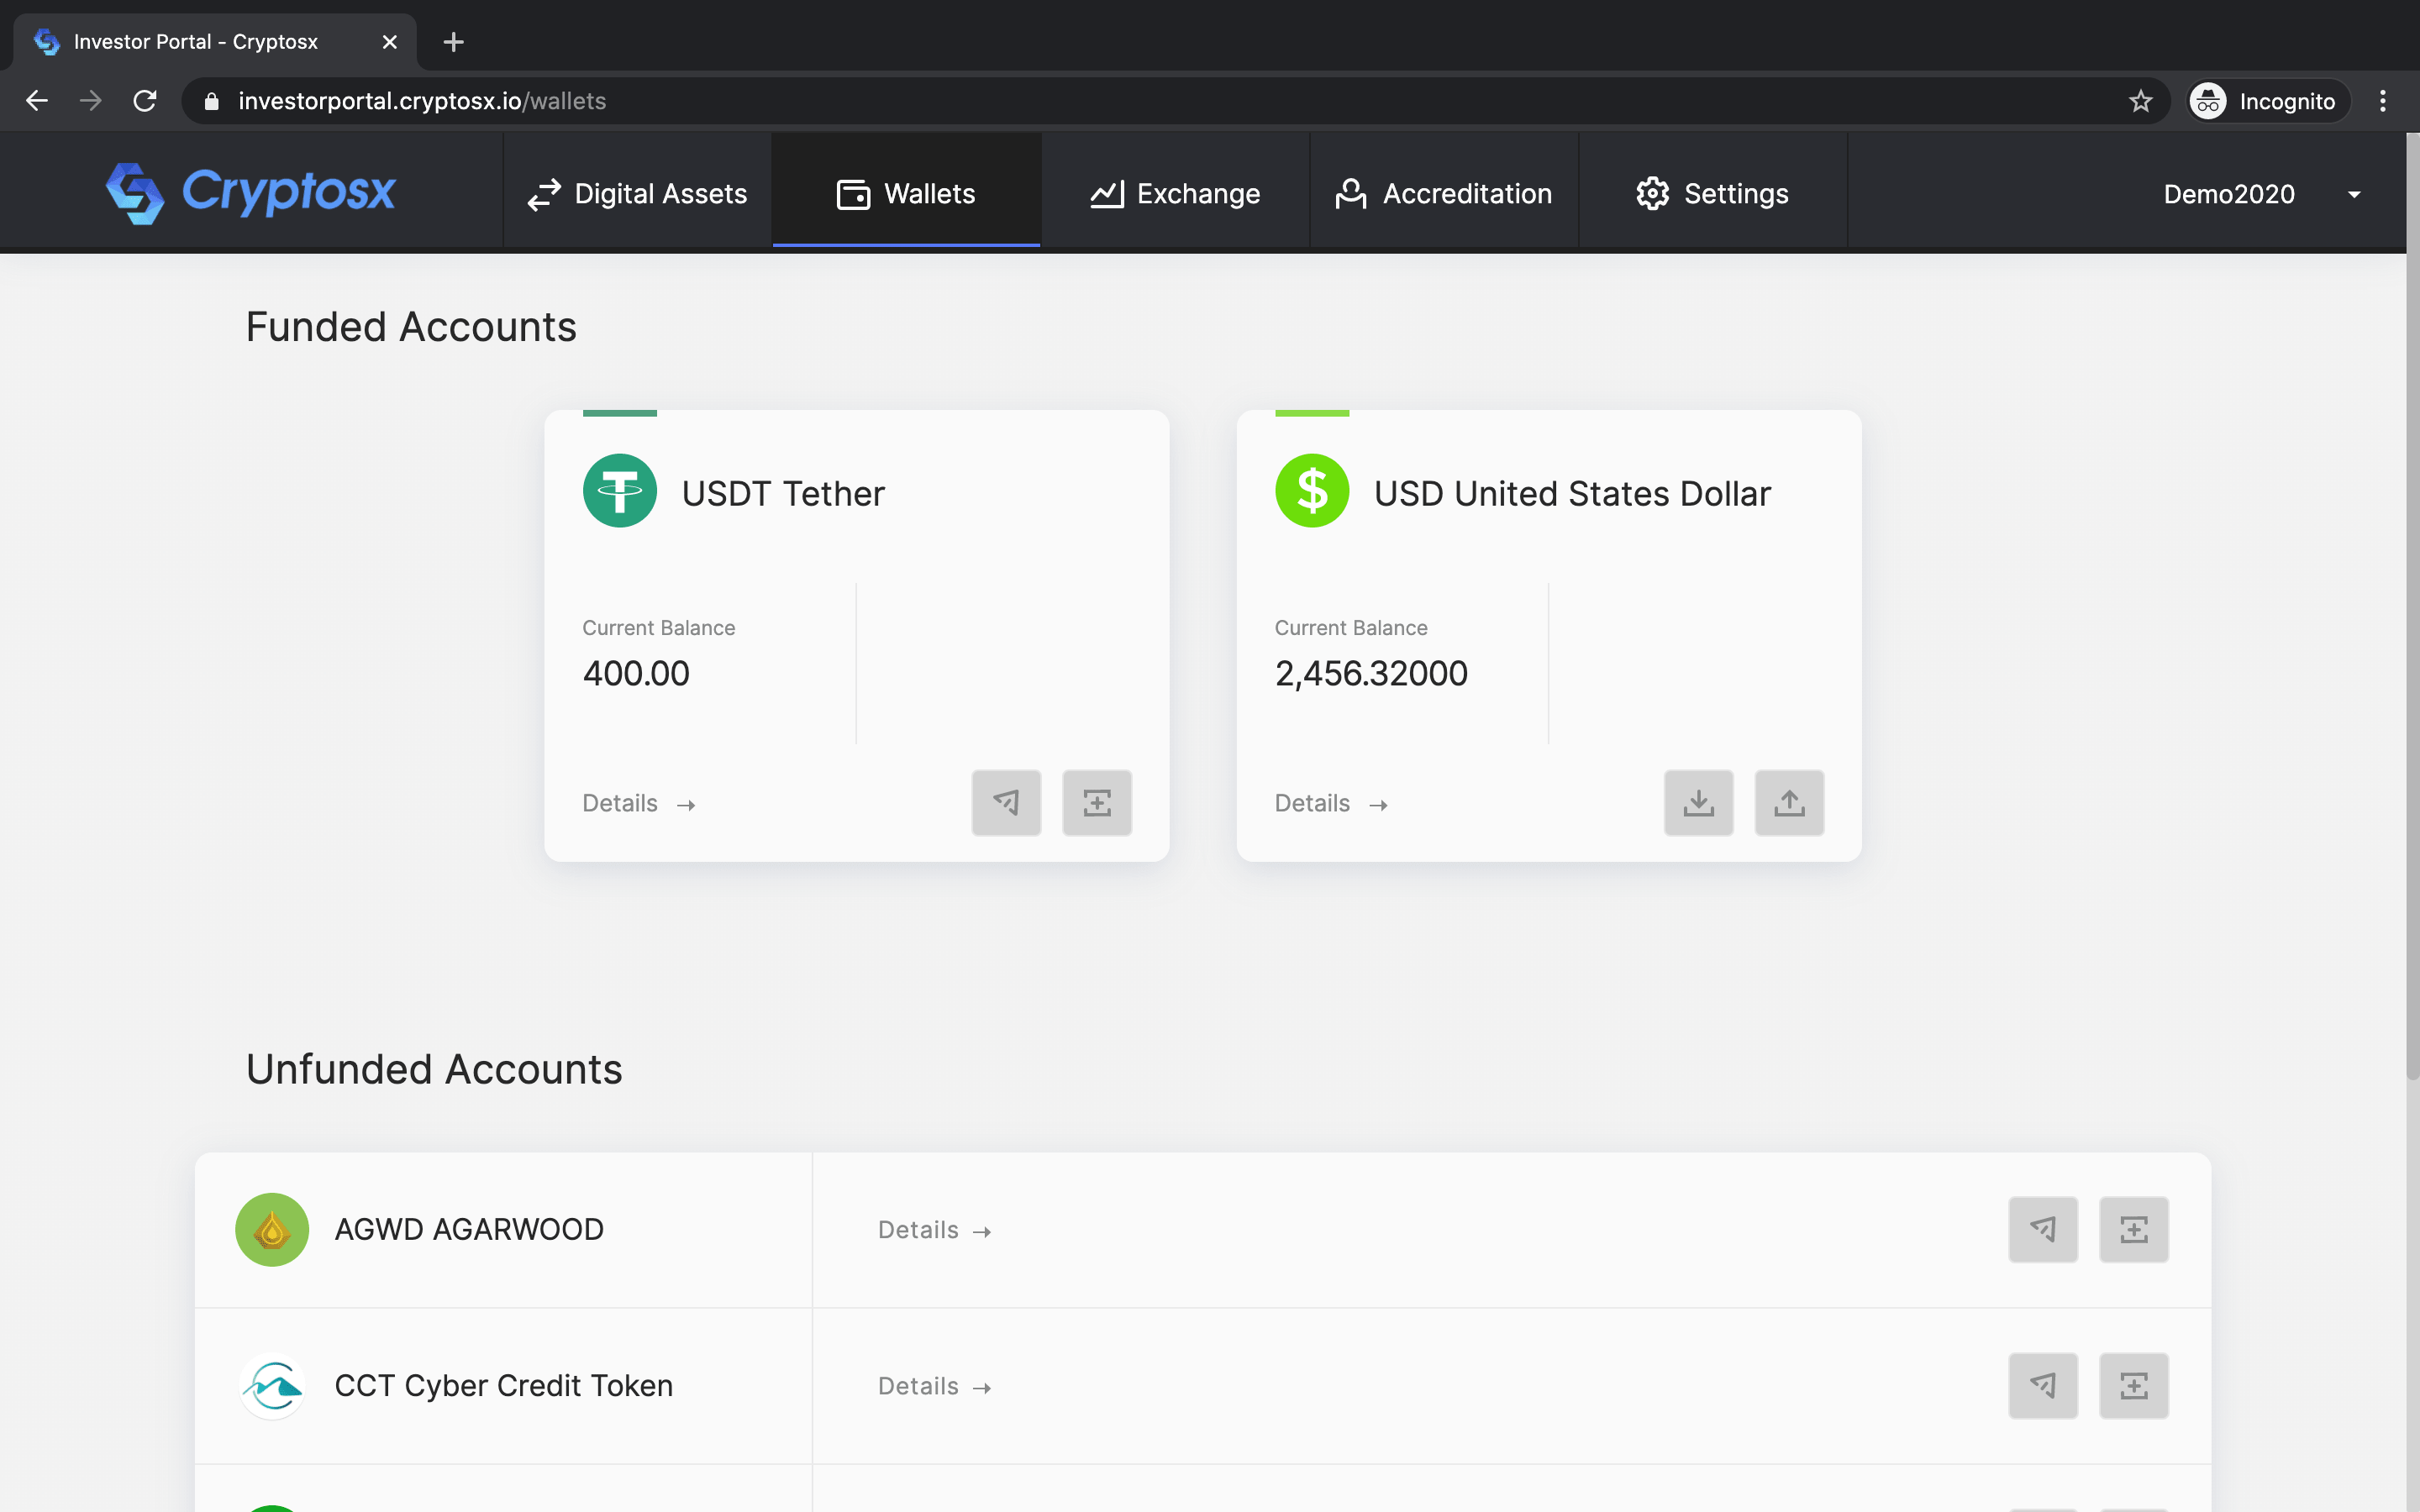 Investor Portal - Cryptosx
investorportal.cryptosx.io/wallets
Incognito
Cryptosx
Digital Assets
Wallets
Exchange
Accreditation
Settings
Demo2020
Funded Accounts
USDT Tether
Current Balance
400.00
Details →
USD United States Dollar
Current Balance
2,456.32000
Details →
Unfunded Accounts
AGWD AGARWOOD
Details →
CCT Cyber Credit Token
Details →